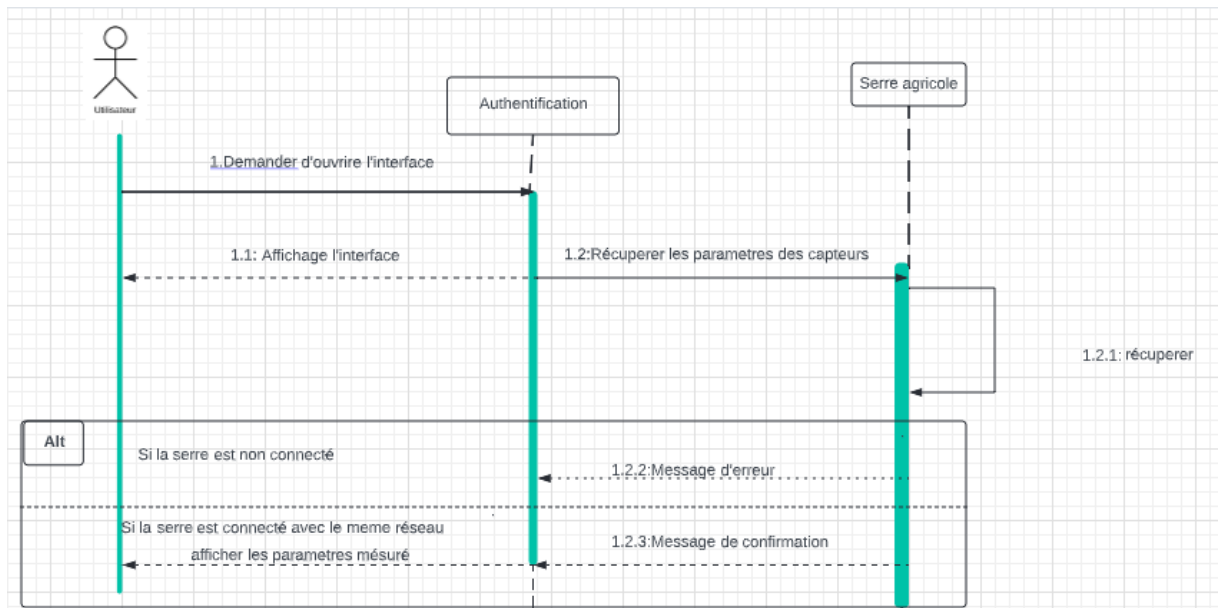 Utilisateur
Authentification
Serre agricole
1.Demander d'ouvrire l'interface
1.1: Affichage l'interface
1.2:Récuperer les parametres des capteurs
1.2.1: récuperer
Alt
Si la serre est non connecté
1.2.2:Message d'erreur
Si la serre est connecté avec le meme réseau
afficher les parametres mésuré
1.2.3:Message de confirmation